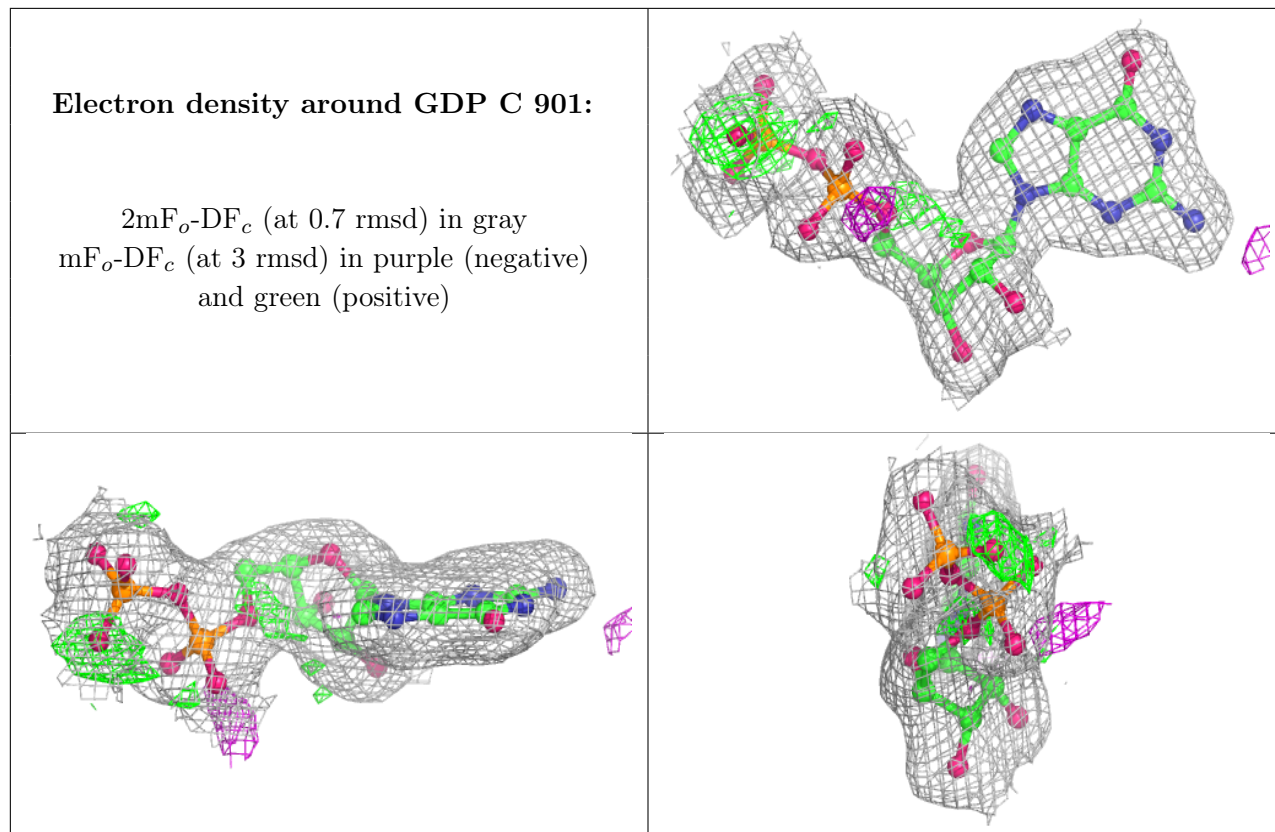 Electron density around GDP C 901:
2mFo-DFc (at 0.7 rmsd) in gray
mFo-DFc (at 3 rmsd) in purple (negative)
and green (positive)